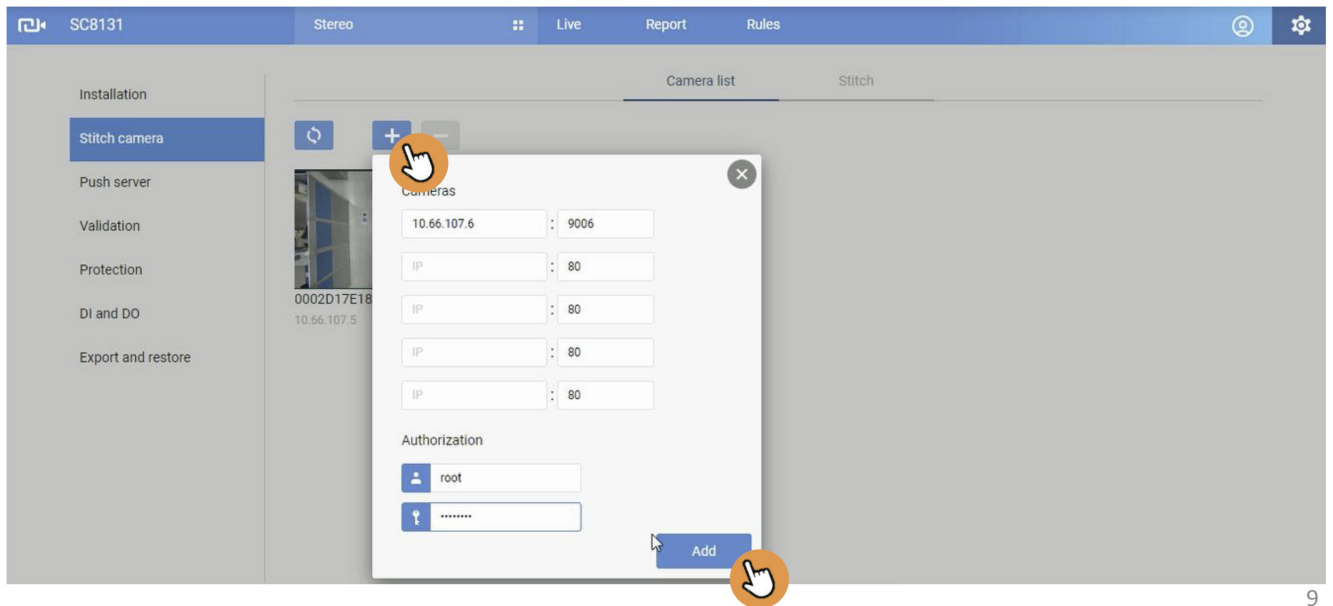 SC8131 Stereo Live Report Rules
Camera list Stitch
Installation
Stitch camera
Push server
Validation
Protection
DI and DO
Export and restore
0002D17E18
10.66.107.5
Cameras
10.66.107.6 : 9006
IP : 80
IP : 80
IP : 80
IP : 80
Authorization
root
••••••••
Add
9